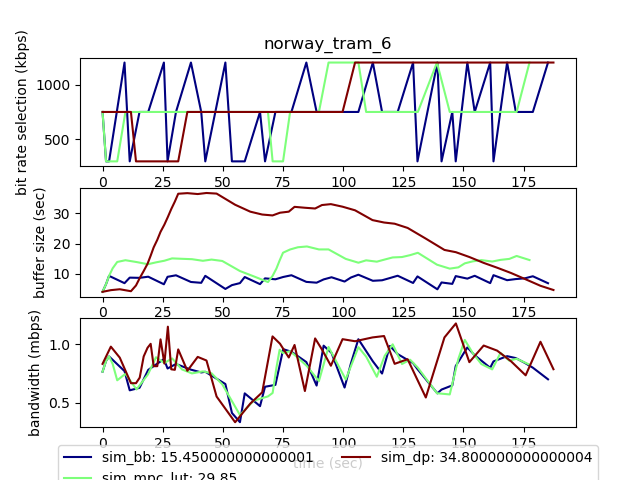 norway_tram_6
bit rate selection (kbps)
1000
500
0 25 50 75 100 125 150 175
buffer size (sec)
30
20
10
0 25 50 75 100 125 150 175
bandwidth (mbps)
1.0
0.5
0 25 50 75 100 125 150 175
time (sec)
sim_bb: 15.450000000000001
sim_dp: 34.800000000000004
sim_mpc_lut: 29.85